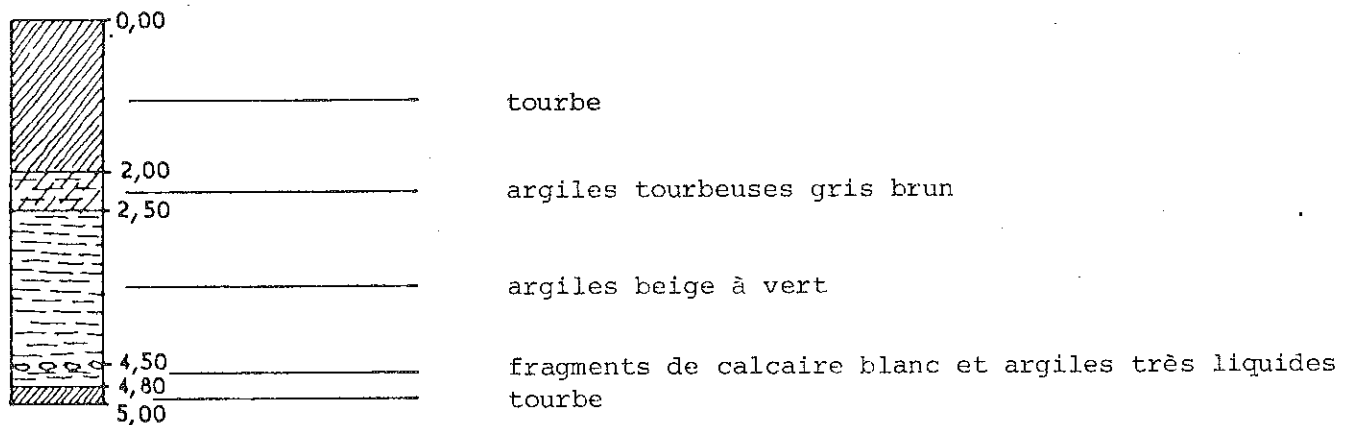 0,00
tourbe
2,00
argiles tourbeuses gris brun
2,50
argiles beige à vert
4,50
fragments de calcaire blanc et argiles très liquides
4,80
tourbe
5,00